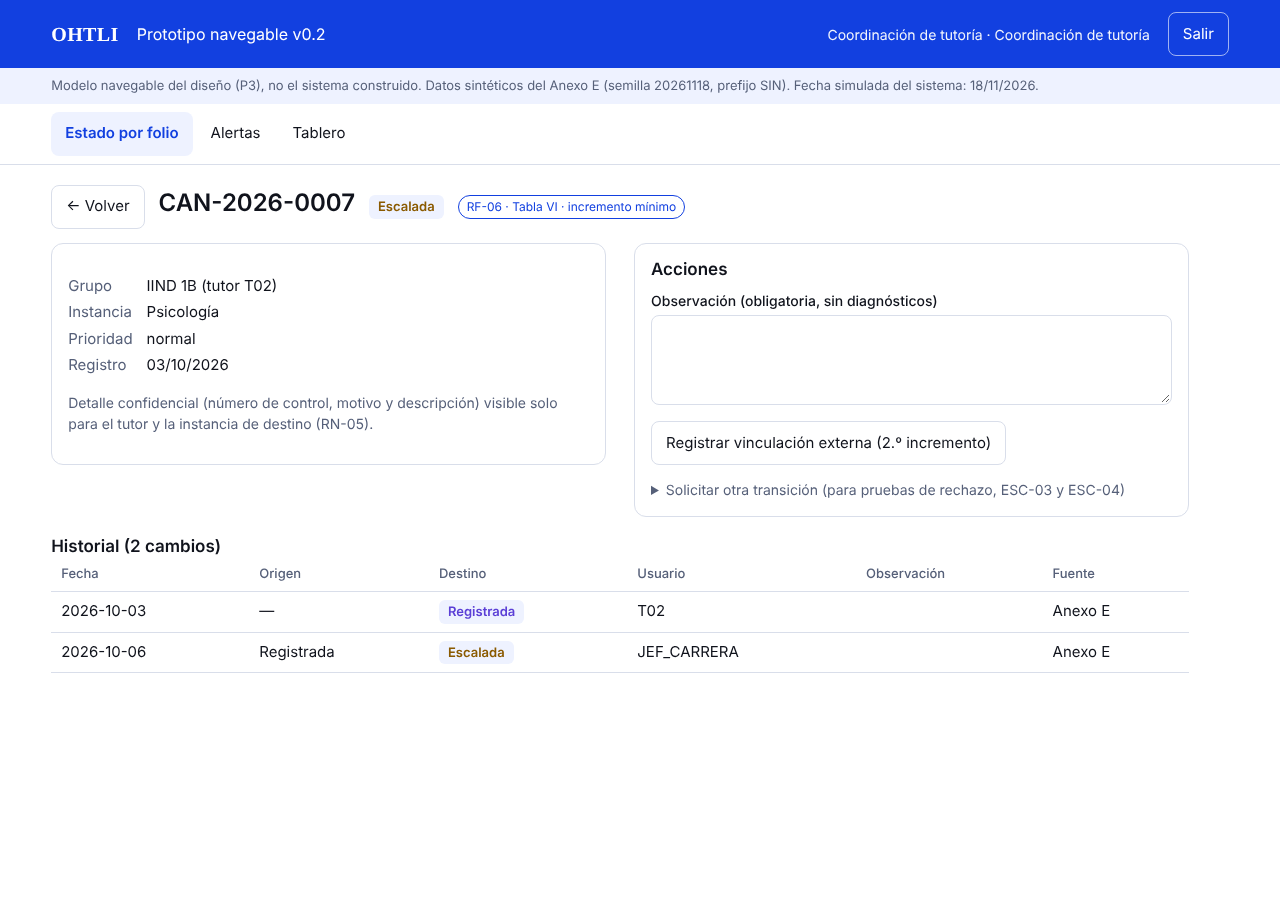 OHTLI Prototipo navegable v0.2
Coordinación de tutoría · Coordinación de tutoría
Salir
Modelo navegable del diseño (P3), no el sistema construido. Datos sintéticos del Anexo E (semilla 20261118, prefijo SIN). Fecha simulada del sistema: 18/11/2026.
Estado por folio Alertas Tablero
← Volver CAN-2026-0007 Escalada RF-06 · Tabla VI · incremento mínimo
Grupo IIND 1B (tutor T02)
Instancia Psicología
Prioridad normal
Registro 03/10/2026
Detalle confidencial (número de control, motivo y descripción) visible solo
para el tutor y la instancia de destino (RN-05).
Acciones
Observación (obligatoria, sin diagnósticos)
Registrar vinculación externa (2.º incremento)
▶ Solicitar otra transición (para pruebas de rechazo, ESC-03 y ESC-04)
Historial (2 cambios)
Fecha Origen Destino Usuario Observación Fuente
2026-10-03 — Registrada T02 Anexo E
2026-10-06 Registrada Escalada JEF_CARRERA Anexo E